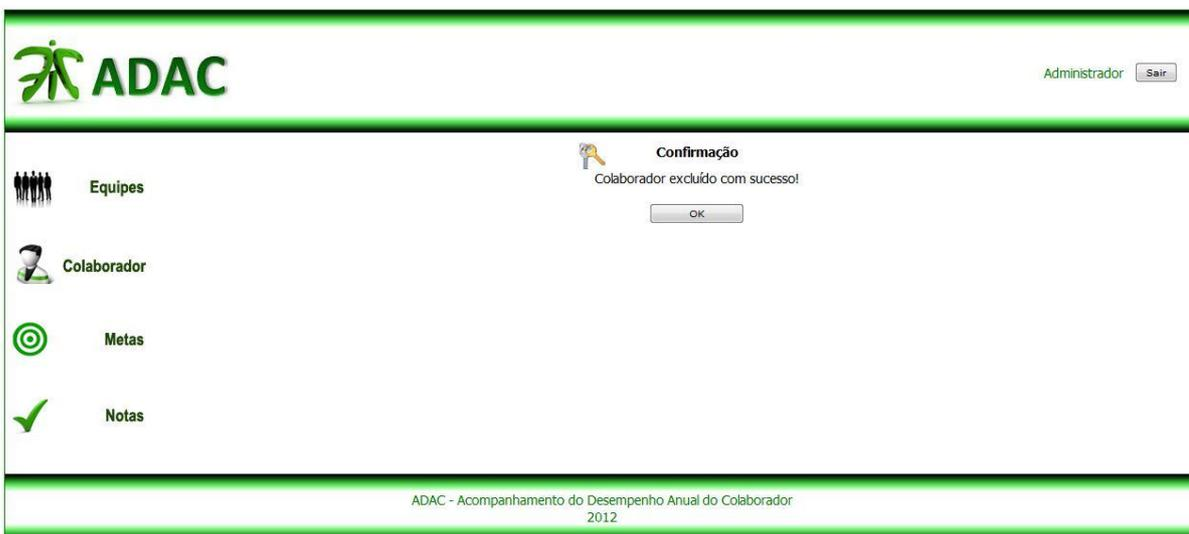 ADAC
Administrador Sair
Confirmação
Colaborador excluído com sucesso!
OK
Equipes
Colaborador
Metas
Notas
ADAC - Acompanhamento do Desempenho Anual do Colaborador
2012